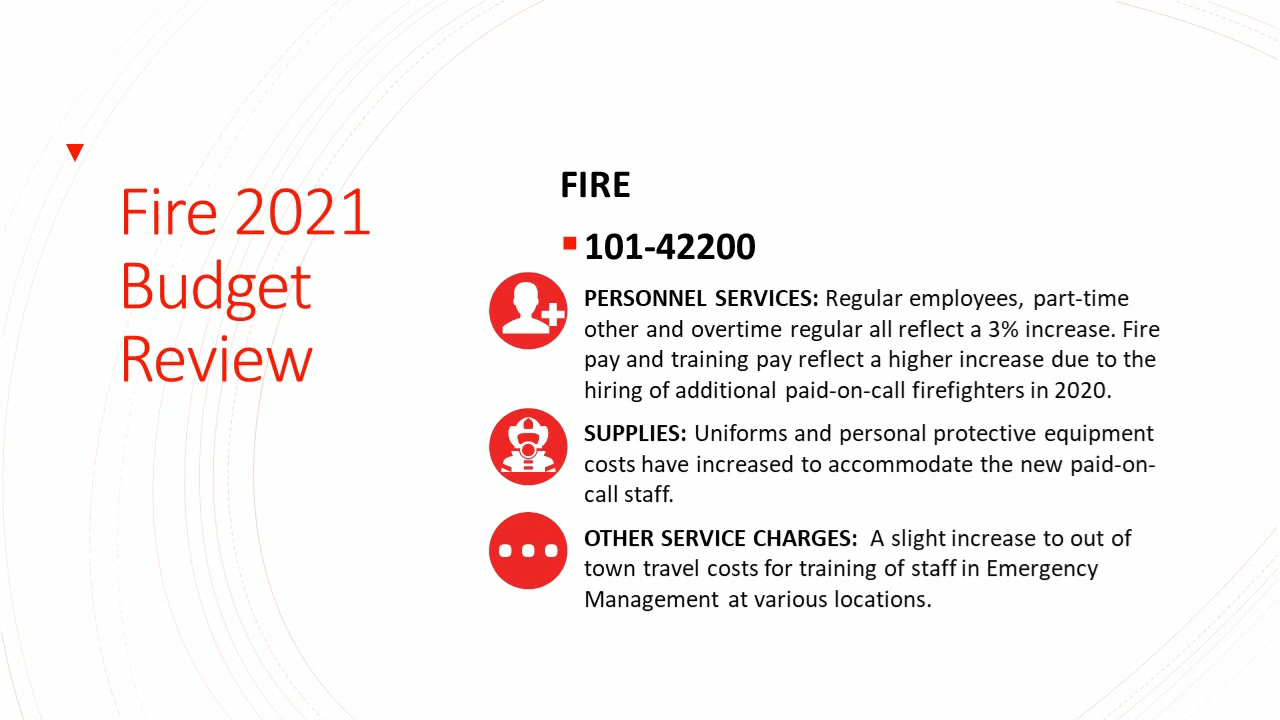 Fire 2021
Budget
Review
FIRE
101-42200
PERSONNEL SERVICES: Regular employees, part-time
other and overtime regular all reflect a 3% increase. Fire
pay and training pay reflect a higher increase due to the
hiring of additional paid-on-call firefighters in 2020.
SUPPLIES: Uniforms and personal protective equipment
costs have increased to accommodate the new paid-on-
call staff.
OTHER SERVICE CHARGES: A slight increase to out of
town travel costs for training of staff in Emergency
Management at various locations.